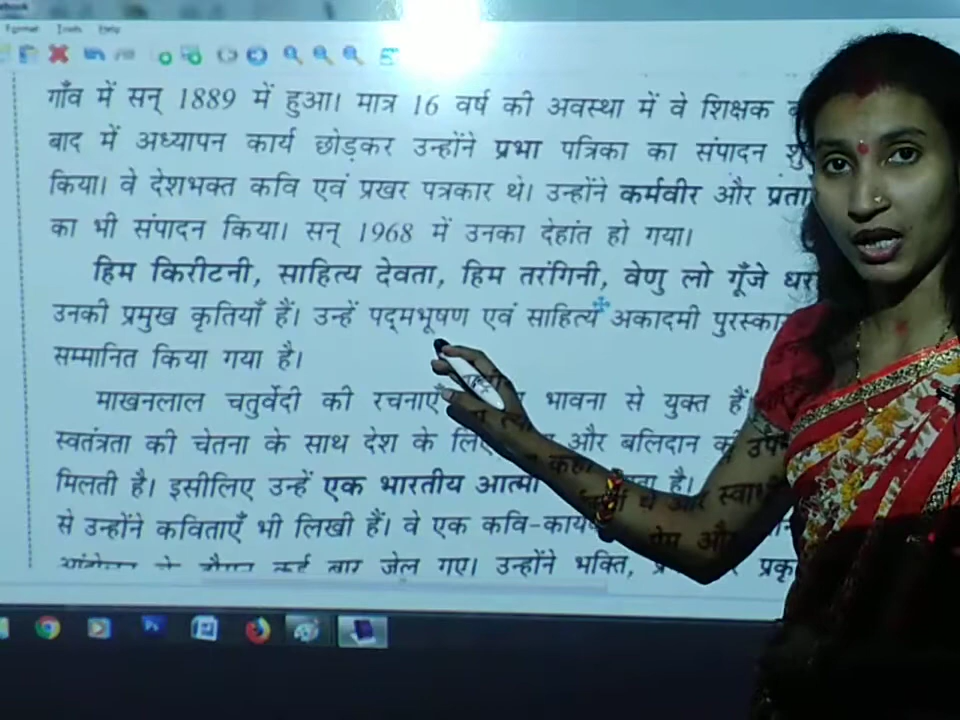 Format Tools Help
गाँव में सन् 1889 में हुआ। मात्र 16 वर्ष की अवस्था में वे शिक्षक
बाद में अध्यापन कार्य छोड़कर उन्होंने प्रभा पत्रिका का संपादन
किया। वे देशभक्त कवि एवं प्रखर पत्रकार थे। उन्होंने कर्मवीर और
का भी संपादन किया। सन् 1968 में उनका देहांत हो गया।
हिम किरीटनी, साहित्य देवता, हिम तरंगिनी, वेणु लो गूँजे
उनकी प्रमुख कृतियाँ हैं। उन्हें पद्मभूषण एवं साहित्य अकादमी
सम्मानित किया गया है।
माखनलाल चतुर्वेदी की रचनाएँ भावना से युक्त हैं
स्वतंत्रता की चेतना के साथ देश के और बलिदान
मिलती है। इसीलिए उन्हें एक भारतीय आत्मा है।
से उन्होंने कविताएँ भी लिखी हैं। वे एक
जेल गए। उन्होंने भक्ति,